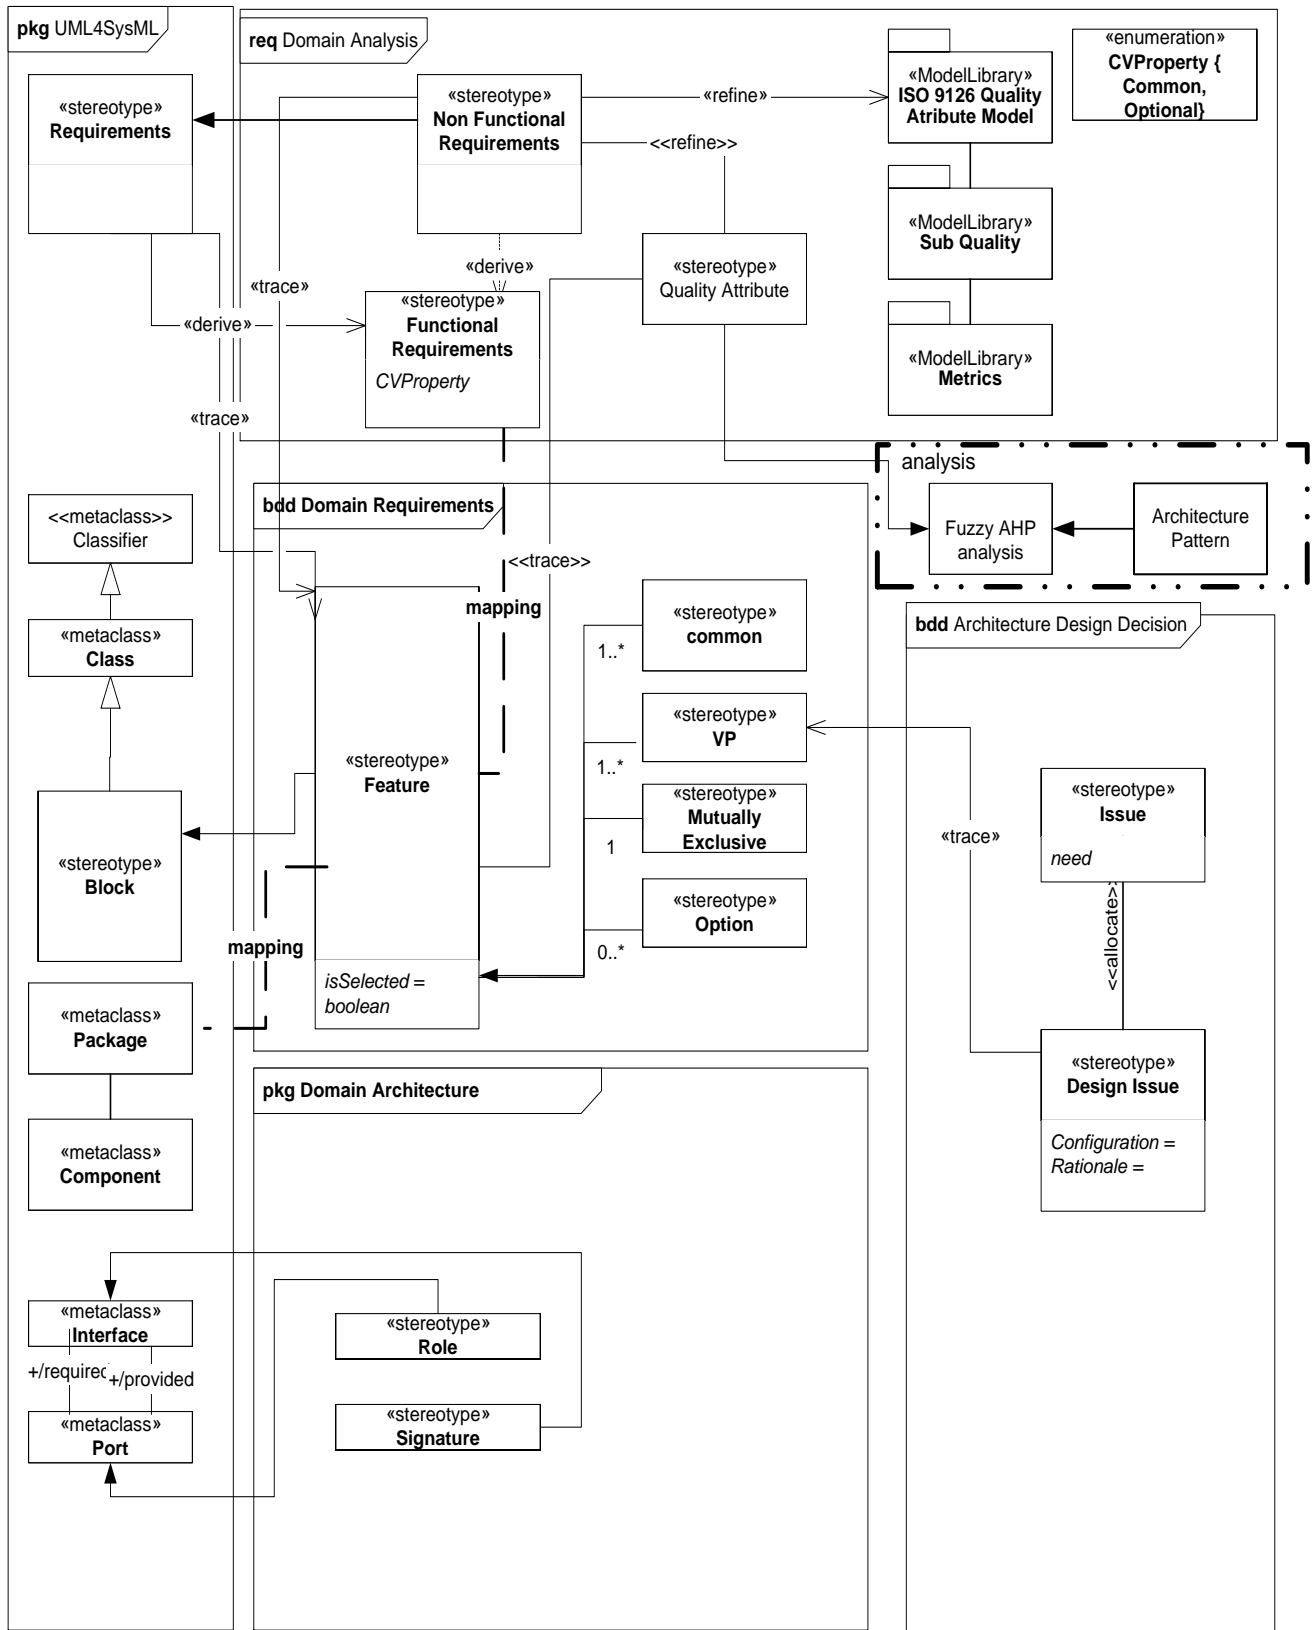 pkg UML4SysML
req Domain Analysis
«stereotype»
Requirements
«stereotype»
Non Functional
Requirements
«refine»
<<refine>>
«ModelLibrary»
ISO 9126 Quality
Atribute Model
«enumeration»
CVProperty {
Common,
Optional}
«ModelLibrary»
Sub Quality
«ModelLibrary»
Metrics
«stereotype»
Quality Attribute
«derive»
«trace»
«derive»
«stereotype»
Functional
Requirements
CVProperty
«trace»
analysis
Fuzzy AHP
analysis
Architecture
Pattern
<<metaclass>>
Classifier
«metaclass»
Class
«stereotype»
Block
mapping
«metaclass»
Package
«metaclass»
Component
«metaclass»
Interface
+/required
+/provided
«metaclass»
Port
bdd Domain Requirements
<<trace>>
mapping
«stereotype»
Feature
isSelected =
boolean
«stereotype»
common
1..*
«stereotype»
VP
1..*
«stereotype»
Mutually
Exclusive
1
«stereotype»
Option
0..*
pkg Domain Architecture
«stereotype»
Role
«stereotype»
Signature
bdd Architecture Design Decision
«stereotype»
Issue
need
«trace»
<<allocate>>
«stereotype»
Design Issue
Configuration =
Rationale =